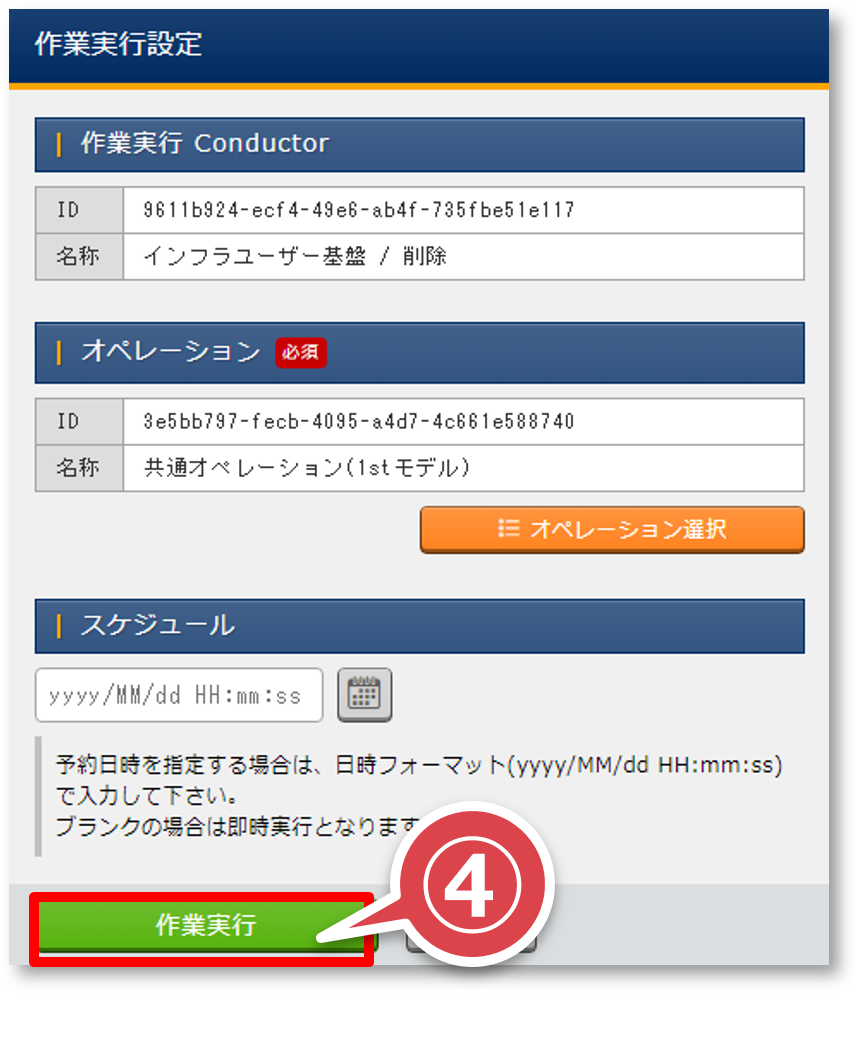 作業実行設定
作業実行 Conductor
ID 9611b924-ecf4-49e6-ab4f-735fbe51e117
名称 インフラユーザー基盤 / 削除
オペレーション 必須
ID 3e5bb797-fecb-4095-a4d7-4c661e588740
名称 共通オペレーション(1stモデル)
オペレーション選択
スケジュール
yyyy/MM/dd HH:mm:ss
予約日時を指定する場合は、日時フォーマット(yyyy/MM/dd HH:mm:ss)
で入力して下さい。
ブランクの場合は即時実行となります
作業実行
④